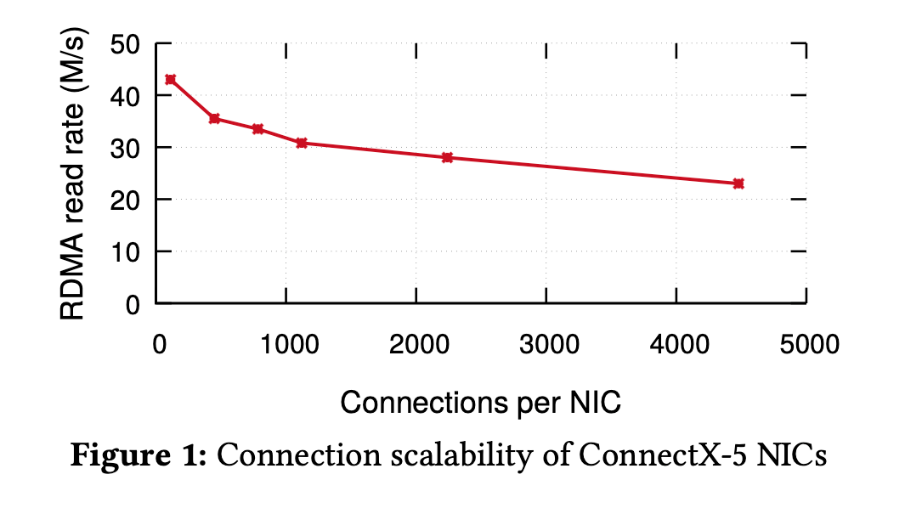 RDMA read rate (M/s)
50
40
30
20
10
0
0 1000 2000 3000 4000 5000
Connections per NIC
Figure 1: Connection scalability of ConnectX-5 NICs